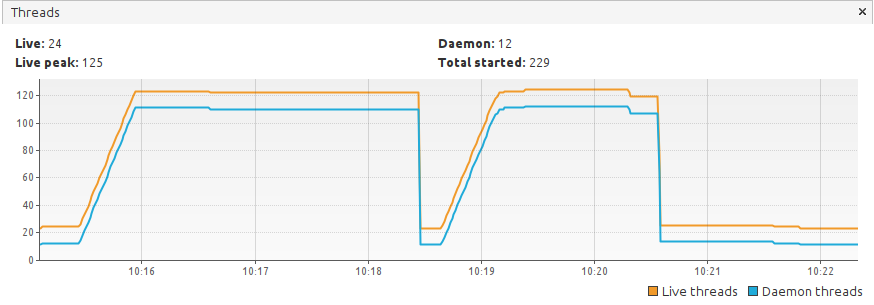 Threads ×
Live: 24 Daemon: 12
Live peak: 125 Total started: 229
120
100
80
60
40
20
0
10:16 10:17 10:18 10:19 10:20 10:21 10:22
Live threads Daemon threads